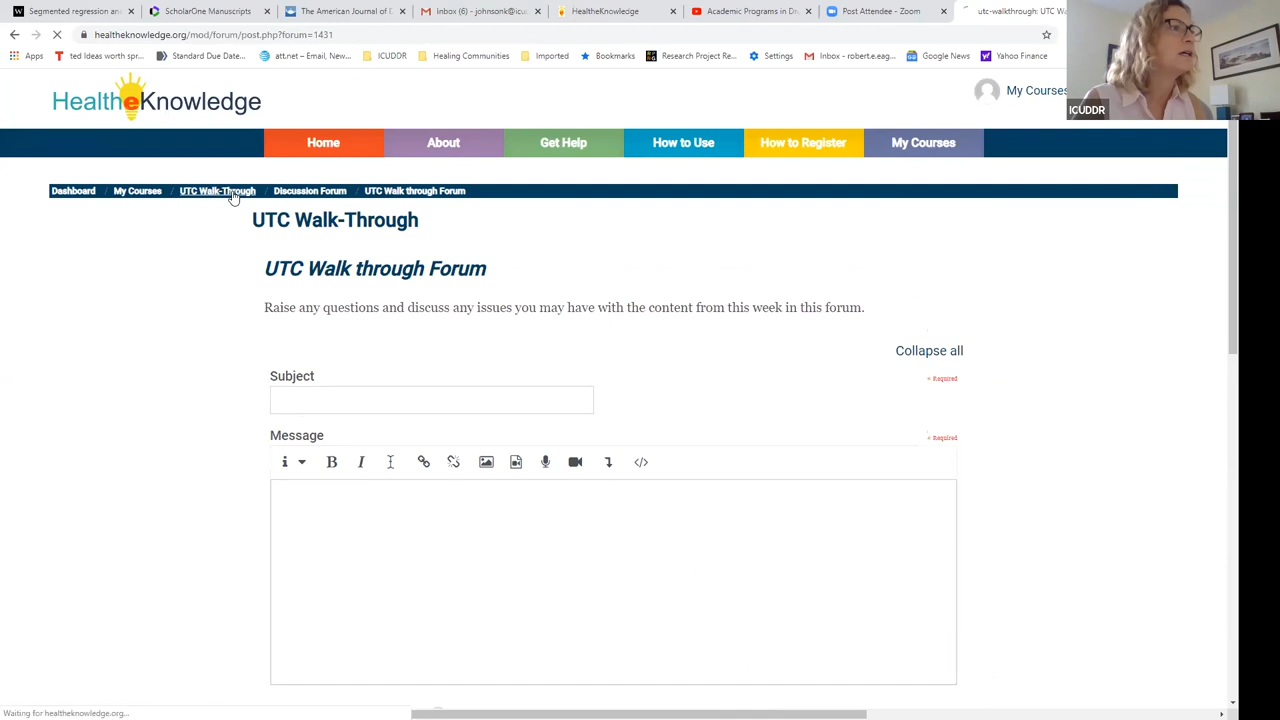 Segmented regression an
ScholarOne Manuscripts
The American Journal of D
Inbox (6) - johnsonk@icu
HealtheKnowledge
Academic Programs in Di
Post Attendee - Zoom
utc-walkthrough: UTC Wa
healtheknowledge.org/mod/forum/post.php?forum=1431
Apps
ted Ideas worth spr...
Standard Due Date...
att.net — Email, New...
ICUDDR
Healing Communities
Imported
Bookmarks
Research Project Re...
Settings
Inbox - robert.e.eag...
Google News
Yahoo Finance
HealtheKnowledge
My Courses
ICUDDR
Home
About
Get Help
How to Use
How to Register
My Courses
Dashboard / My Courses / UTC Walk-Through / Discussion Forum / UTC Walk through Forum
UTC Walk-Through
UTC Walk through Forum
Raise any questions and discuss any issues you may have with the content from this week in this forum.
Collapse all
Subject
Required
Message
Required
Waiting for healtheknowledge.org...